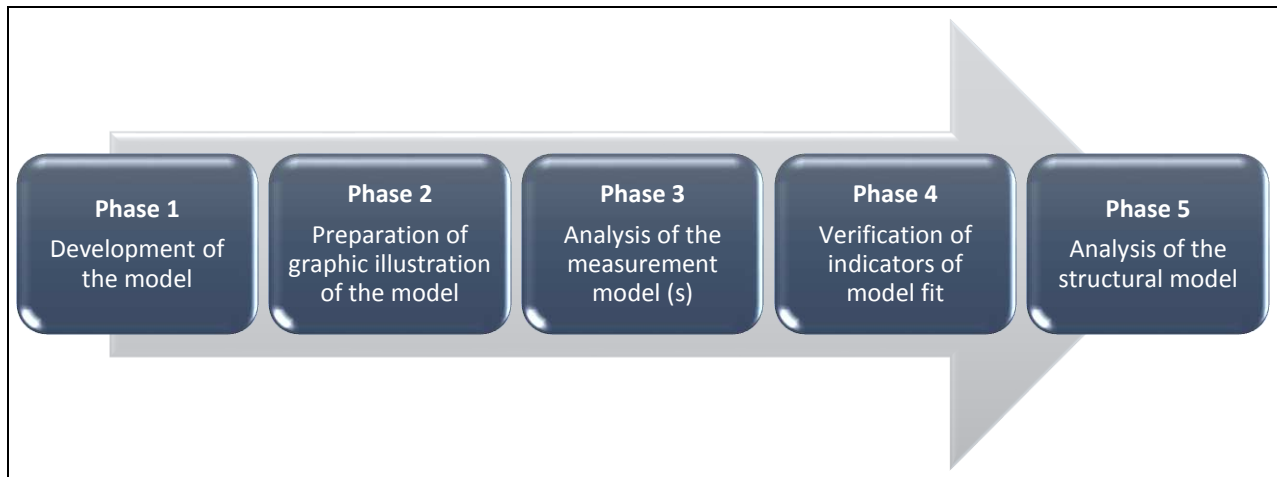 Phase 1
Development of
the model
Phase 2
Preparation of
graphic illustration
of the model
Phase 3
Analysis of the
measurement
model (s)
Phase 4
Verification of
indicators of
model fit
Phase 5
Analysis of the
structural model